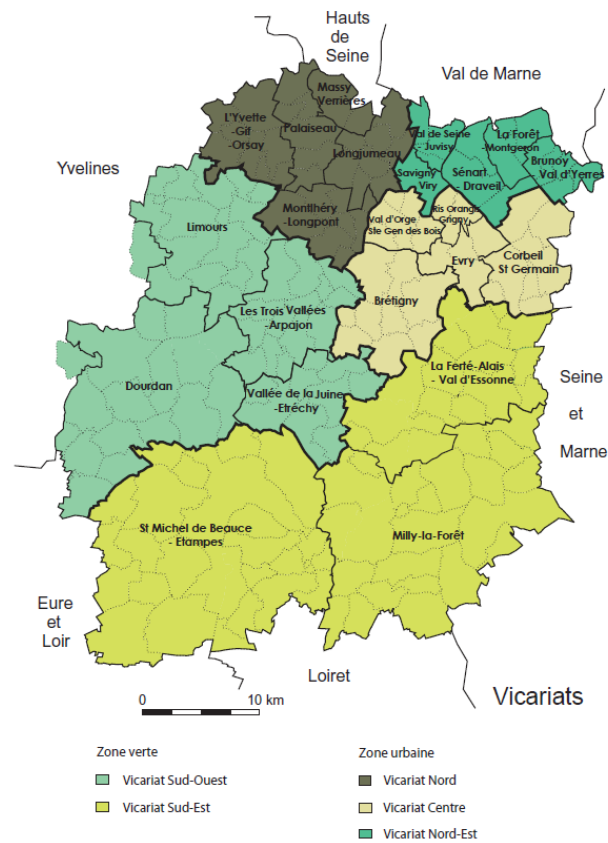 Hauts
de
Seine
Val de Marne
Massy
Verrières
L'Yvette
- Gif
- Orsay
Palaiseau
Longjumeau
Val de Seine
- Juvisy
La Forêt
-Montgeron
Brunoy
- Val d'Yerres
Savigny
Viry
Sénart
- Draveil
Yvelines
Montlhéry
-Longpont
Limours
Val d'Orge
Ste Gen des Bois
Ris Orangis
Grigny
Evry
Corbeil
St Germain
Les Trois Vallées
-Arpajon
Brétigny
La Ferté-Alais
- Val d'Essonne
Dourdan
Vallée de la Juine
-Etréchy
Seine
et
Marne
St Michel de Beauce
- Etampes
Milly-la-Forêt
Eure
et
Loir
Loiret
Vicariats
0 10 km
Zone verte
Vicariat Sud-Ouest
Vicariat Sud-Est
Zone urbaine
Vicariat Nord
Vicariat Centre
Vicariat Nord-Est